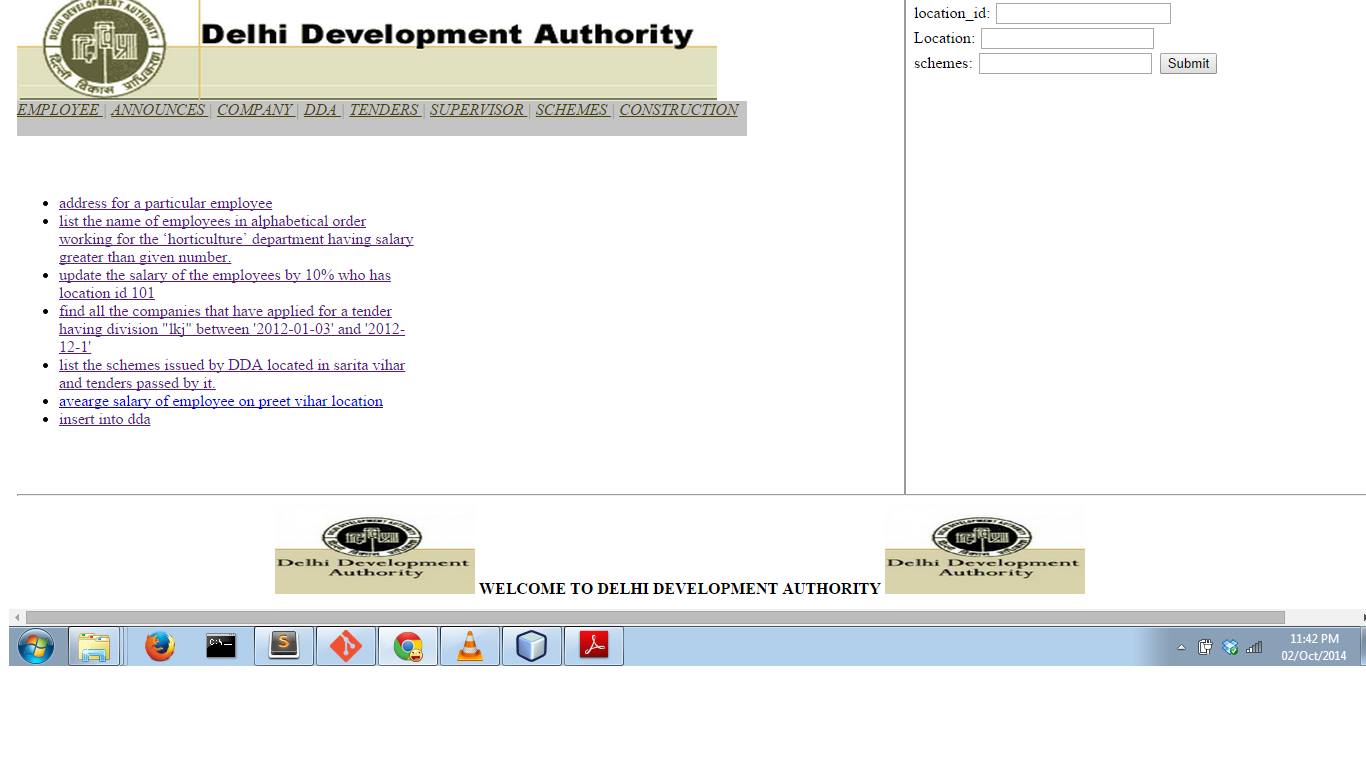 DELHI DEVELOPMENT AUTHORITY
दिल्ली विकास प्राधिकरण
Delhi Development Authority
EMPLOYEE | ANNOUNCES | COMPANY | DDA | TENDERS | SUPERVISOR | SCHEMES | CONSTRUCTION
address for a particular employee
list the name of employees in alphabetical order
working for the ‘horticulture’ department having salary
greater than given number.
update the salary of the employees by 10% who has
location id 101
find all the companies that have applied for a tender
having division "lkj" between '2012-01-03' and '2012-
12-1'
list the schemes issued by DDA located in sarita vihar
and tenders passed by it.
avearge salary of employee on preet vihar location
insert into dda
location_id:
Location:
schemes: Submit
DELHI DEVELOPMENT AUTHORITY
Delhi Development
Authority
WELCOME TO DELHI DEVELOPMENT AUTHORITY
DELHI DEVELOPMENT AUTHORITY
Delhi Development
Authority
C:\_
S
11:42 PM
02/Oct/2014